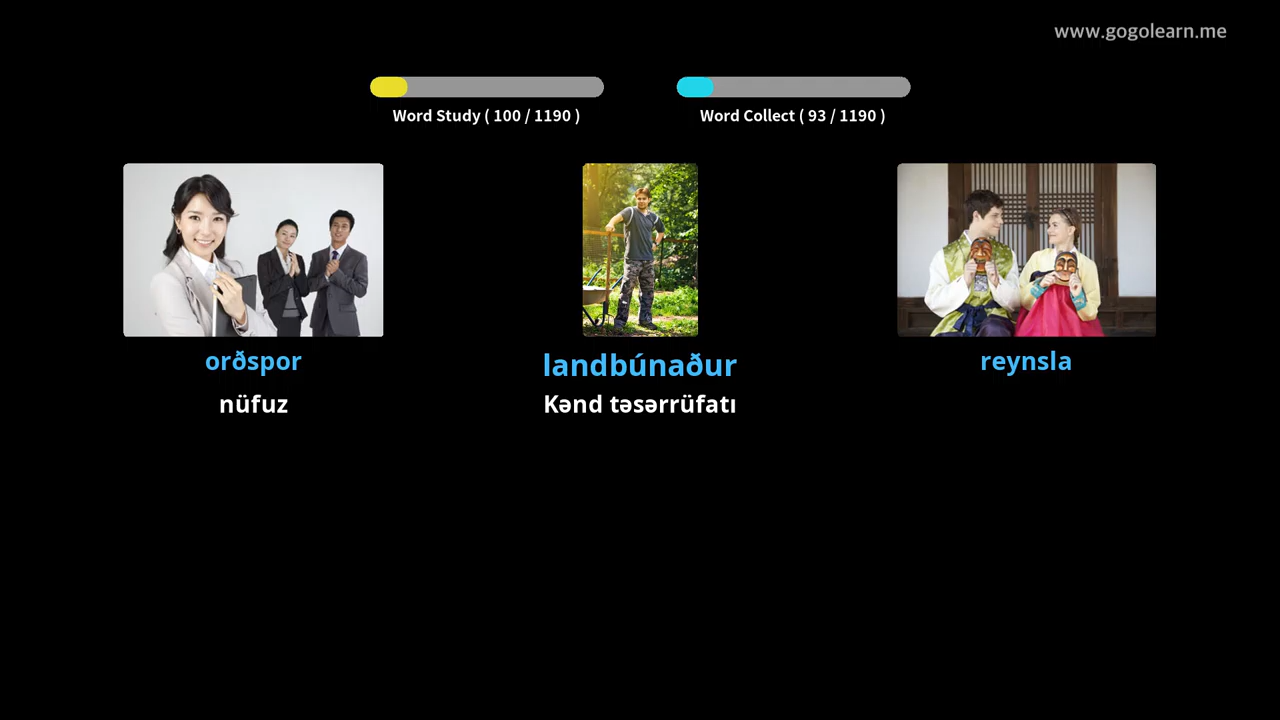 www.gogolearn.me
Word Study ( 100 / 1190 )
Word Collect ( 93 / 1190 )
orðspor
landbúnaður
reynsla
nüfuz
Kənd təsərrüfatı